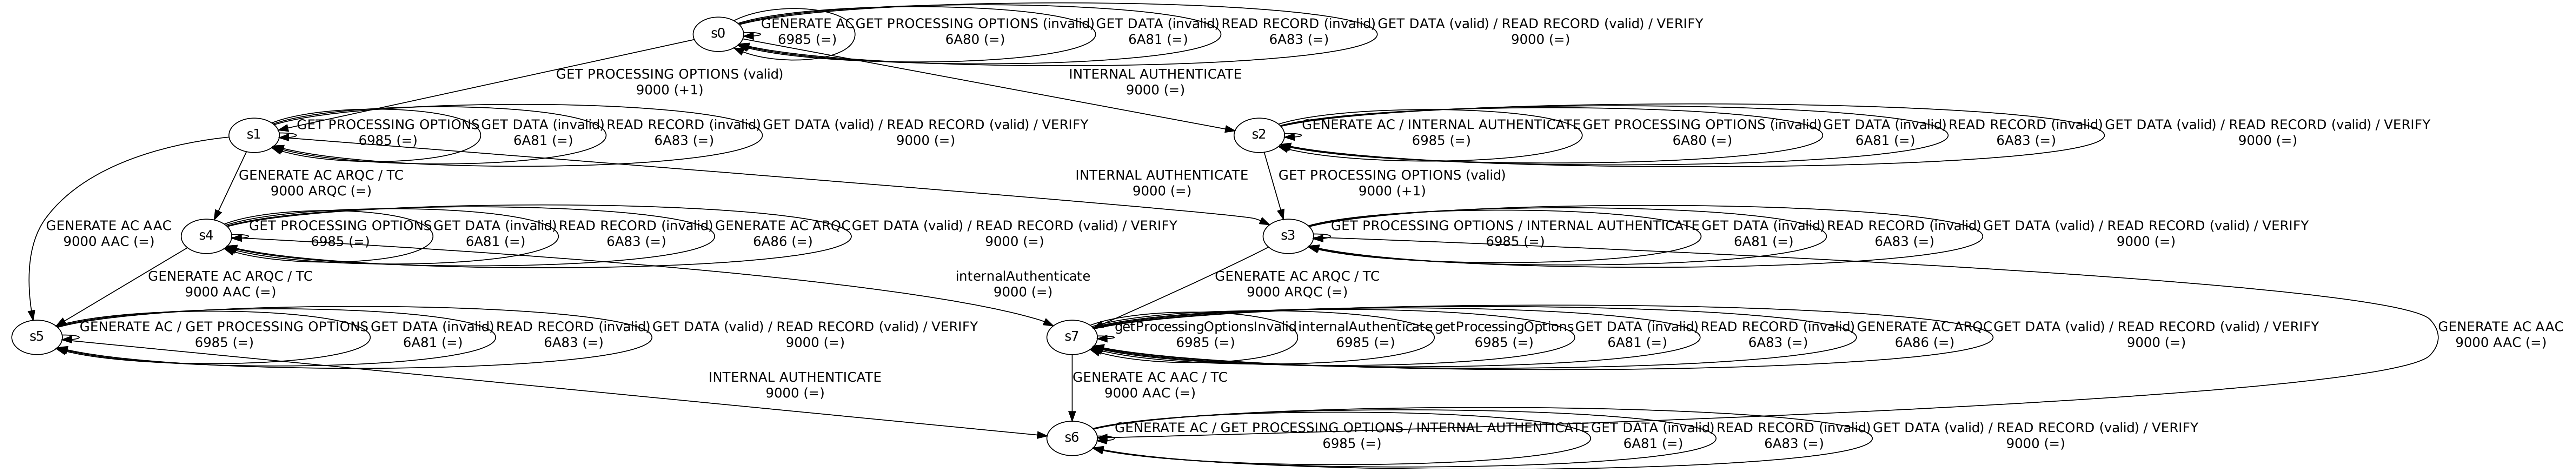 s0
GENERATE AC
6985 (=)
GET PROCESSING OPTIONS (invalid)
6A80 (=)
GET DATA (invalid)
6A81 (=)
READ RECORD (invalid)
6A83 (=)
GET DATA (valid) / READ RECORD (valid) / VERIFY
9000 (=)
GET PROCESSING OPTIONS (valid)
9000 (+1)
INTERNAL AUTHENTICATE
9000 (=)
s1
GET PROCESSING OPTIONS
6985 (=)
GET DATA (invalid)
6A81 (=)
READ RECORD (invalid)
6A83 (=)
GET DATA (valid) / READ RECORD (valid) / VERIFY
9000 (=)
s2
GENERATE AC / INTERNAL AUTHENTICATE
6985 (=)
GET PROCESSING OPTIONS (invalid)
6A80 (=)
GET DATA (invalid)
6A81 (=)
READ RECORD (invalid)
6A83 (=)
GET DATA (valid) / READ RECORD (valid) / VERIFY
9000 (=)
GENERATE AC ARQC / TC
9000 ARQC (=)
INTERNAL AUTHENTICATE
9000 (=)
GET PROCESSING OPTIONS (valid)
9000 (+1)
GENERATE AC AAC
9000 AAC (=)
s4
GET PROCESSING OPTIONS
6985 (=)
GET DATA (invalid)
6A81 (=)
READ RECORD (invalid)
6A83 (=)
GENERATE AC ARQC
6A86 (=)
GET DATA (valid) / READ RECORD (valid) / VERIFY
9000 (=)
s3
GET PROCESSING OPTIONS / INTERNAL AUTHENTICATE
6985 (=)
GET DATA (invalid)
6A81 (=)
READ RECORD (invalid)
6A83 (=)
GET DATA (valid) / READ RECORD (valid) / VERIFY
9000 (=)
GENERATE AC ARQC / TC
9000 AAC (=)
internalAuthenticate
9000 (=)
GENERATE AC ARQC / TC
9000 ARQC (=)
s5
GENERATE AC / GET PROCESSING OPTIONS
6985 (=)
GET DATA (invalid)
6A81 (=)
READ RECORD (invalid)
6A83 (=)
GET DATA (valid) / READ RECORD (valid) / VERIFY
9000 (=)
s7
getProcessingOptionsInvalid
6985 (=)
internalAuthenticate
6985 (=)
getProcessingOptions
6985 (=)
GET DATA (invalid)
6A81 (=)
READ RECORD (invalid)
6A83 (=)
GENERATE AC ARQC
6A86 (=)
GET DATA (valid) / READ RECORD (valid) / VERIFY
9000 (=)
GENERATE AC AAC
9000 AAC (=)
INTERNAL AUTHENTICATE
9000 (=)
GENERATE AC AAC / TC
9000 AAC (=)
s6
GENERATE AC / GET PROCESSING OPTIONS / INTERNAL AUTHENTICATE
6985 (=)
GET DATA (invalid)
6A81 (=)
READ RECORD (invalid)
6A83 (=)
GET DATA (valid) / READ RECORD (valid) / VERIFY
9000 (=)